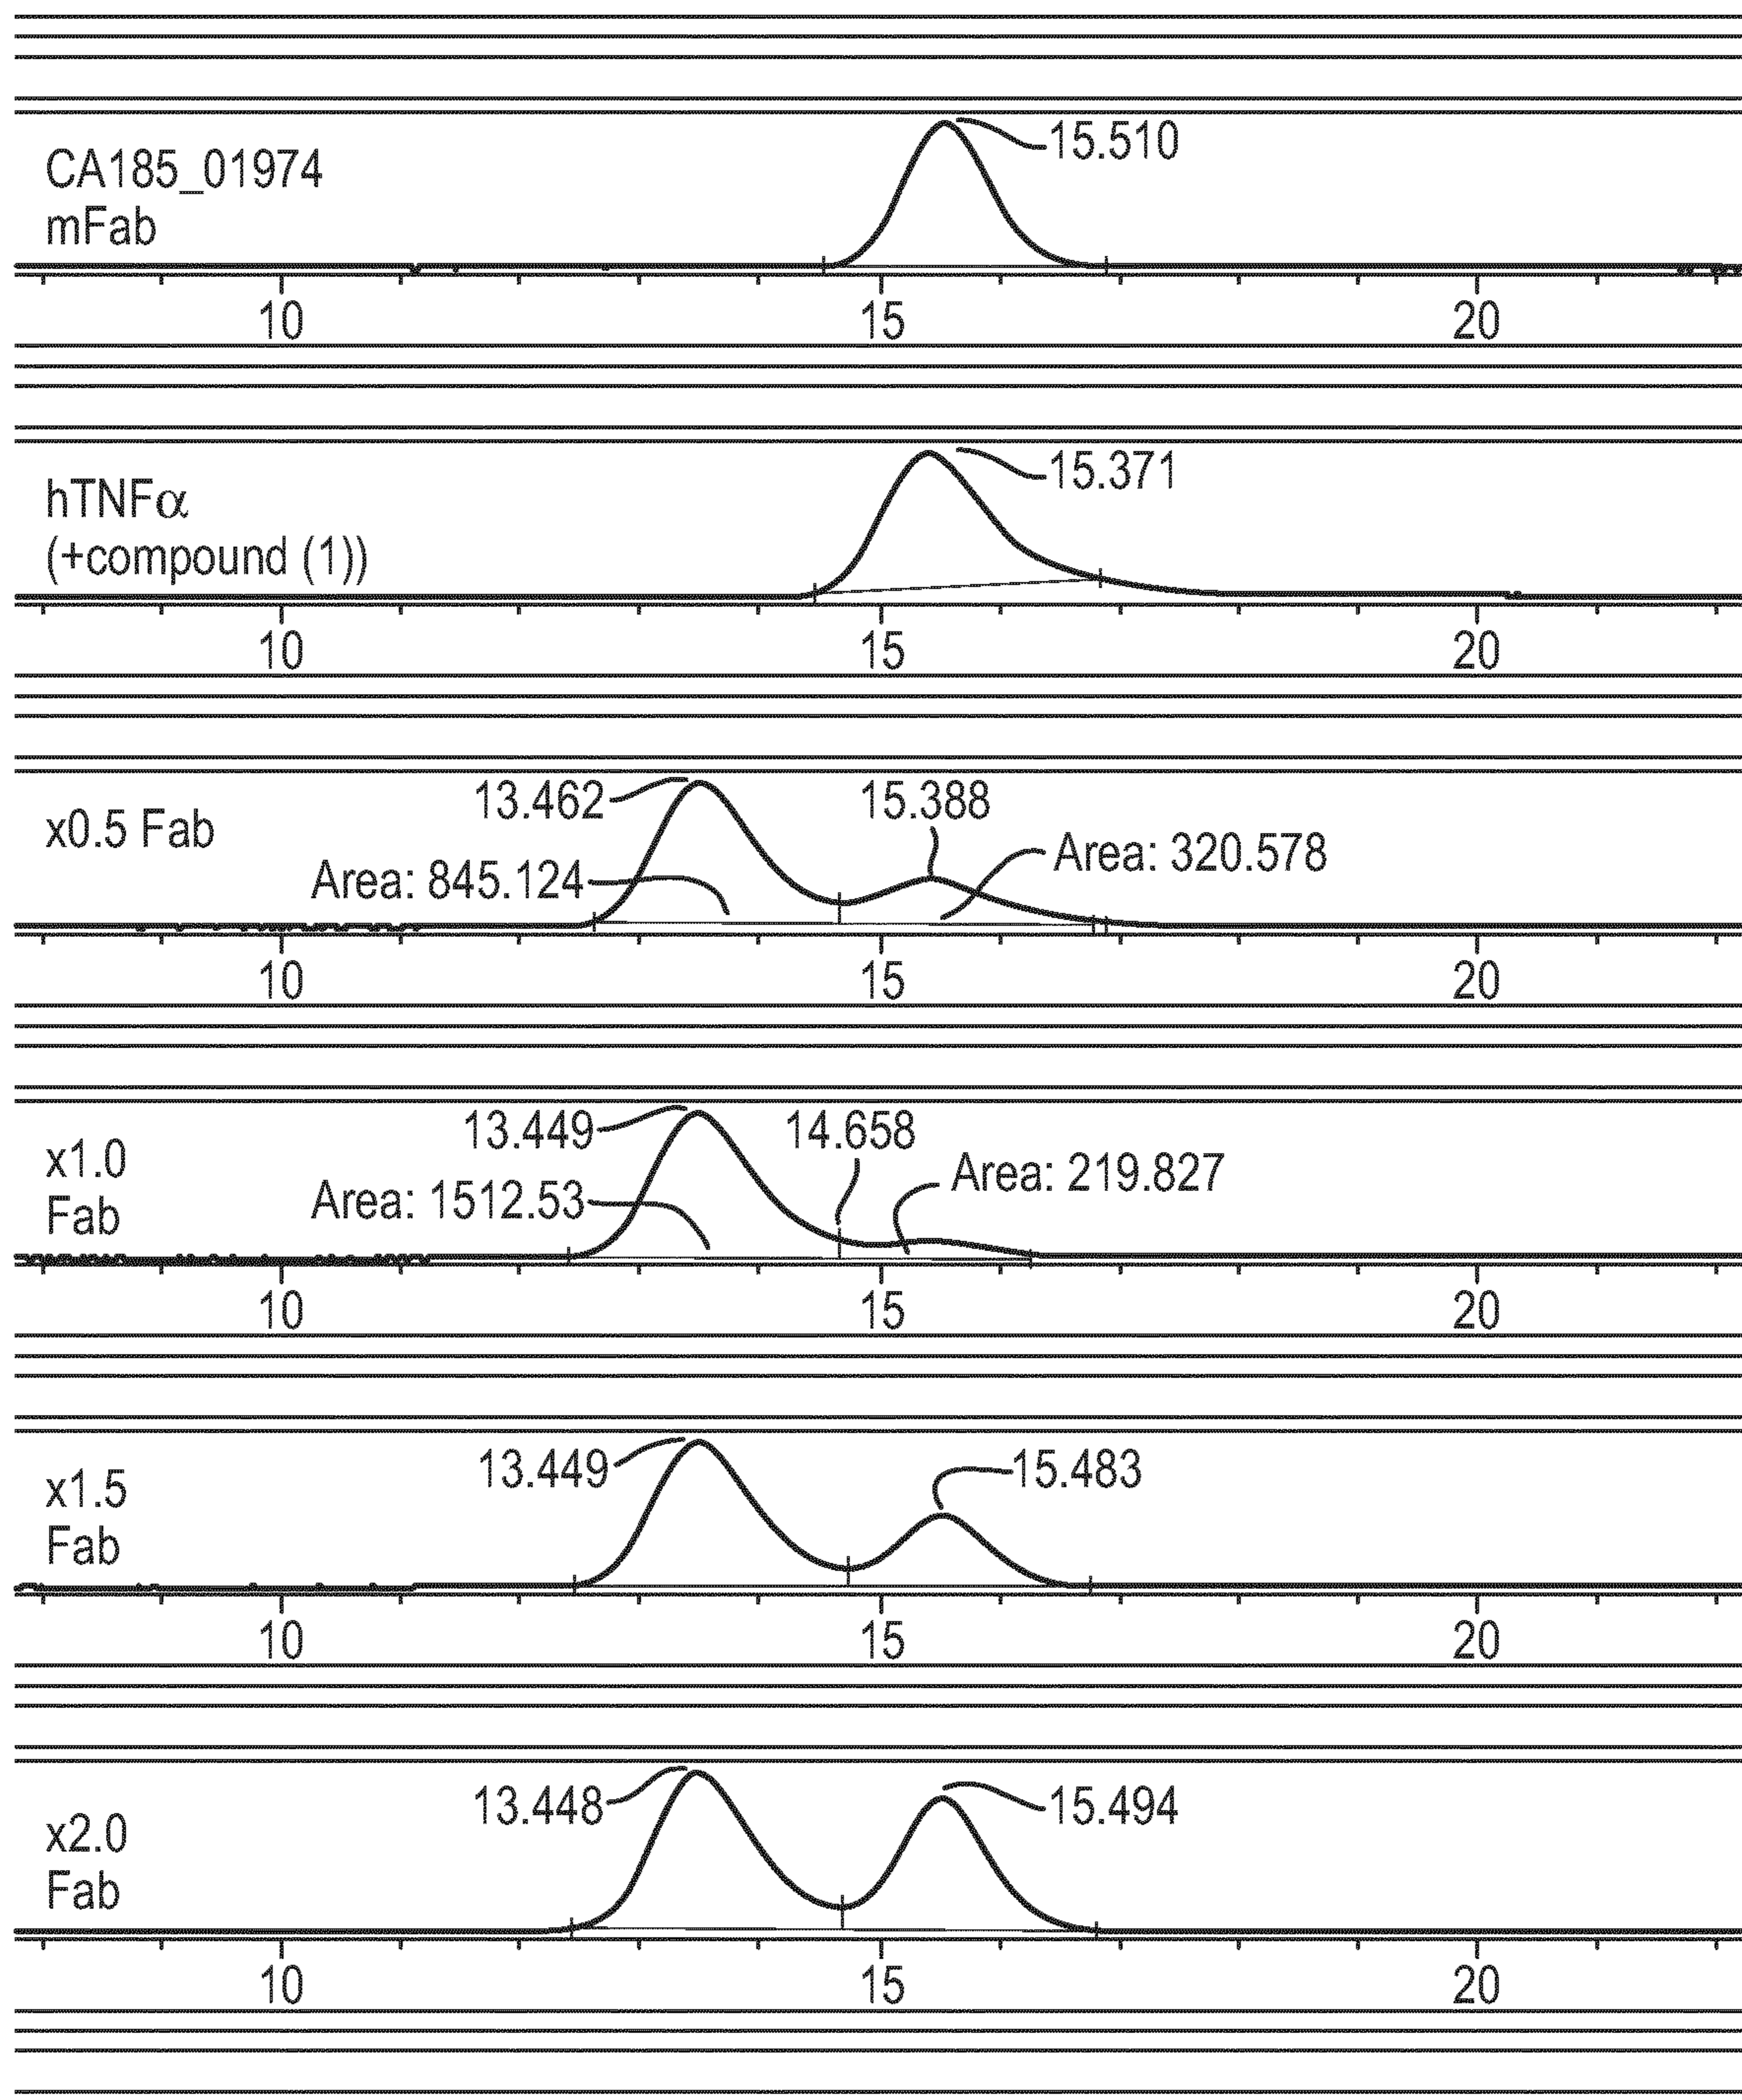 15.510
CA185_01974
mFab
10 15 20
15.371
hTNFα
(+compound (1))
10 15 20
13.462 15.388
x0.5 Fab
Area: 845.124 Area: 320.578
10 15 20
13.449 14.658
x1.0
Fab
Area: 1512.53 Area: 219.827
10 15 20
13.449 15.483
x1.5
Fab
10 15 20
13.448 15.494
x2.0
Fab
10 15 20